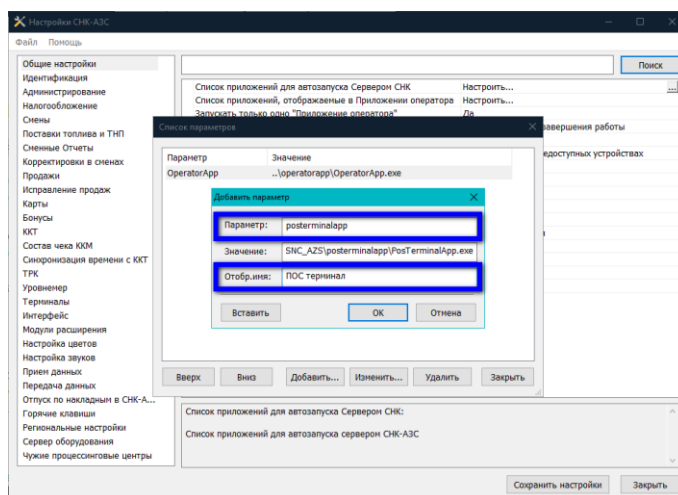 Настройки СНК-АЗС
Файл Помощь
Общие настройки
Идентификация
Администрирование
Налогообложение
Смены
Поставки топлива и ТНП
Сменные Отчеты
Корректировки в сменах
Продажи
Исправление продаж
Карты
Бонусы
ККТ
Состав чека ККМ
Синхронизация времени с ККТ
ТРК
Уровнемер
Терминалы
Интерфейс
Модули расширения
Настройка цветов
Настройка звуков
Прием данных
Передача данных
Отпуск по накладным в СНК-А...
Горячие клавиши
Региональные настройки
Сервер оборудования
Чужие процессинговые центры
Поиск
Список приложений для автозапуска Сервером СНК Настроить... ...
Список приложений, отображаемые в Приложении оператора Настроить...
Запускать только одно "Приложение оператора" Да
завершения работы
едоступных устройствах
Список параметров
Параметр Значение
OperatorApp ..\operatorapp\OperatorApp.exe
Добавить параметр
Параметр: posterminalapp
Значение: SNC_AZS\posterminalapp\PosTerminalApp.exe
Отобр.имя: ПОС терминал
Вставить ОК Отмена
Вверх Вниз Добавить... Изменить... Удалить Закрыть
Список приложений для автозапуска Сервером СНК:
Список приложений для автозапуска сервером СНК-АЗС
Сохранить настройки Закрыть